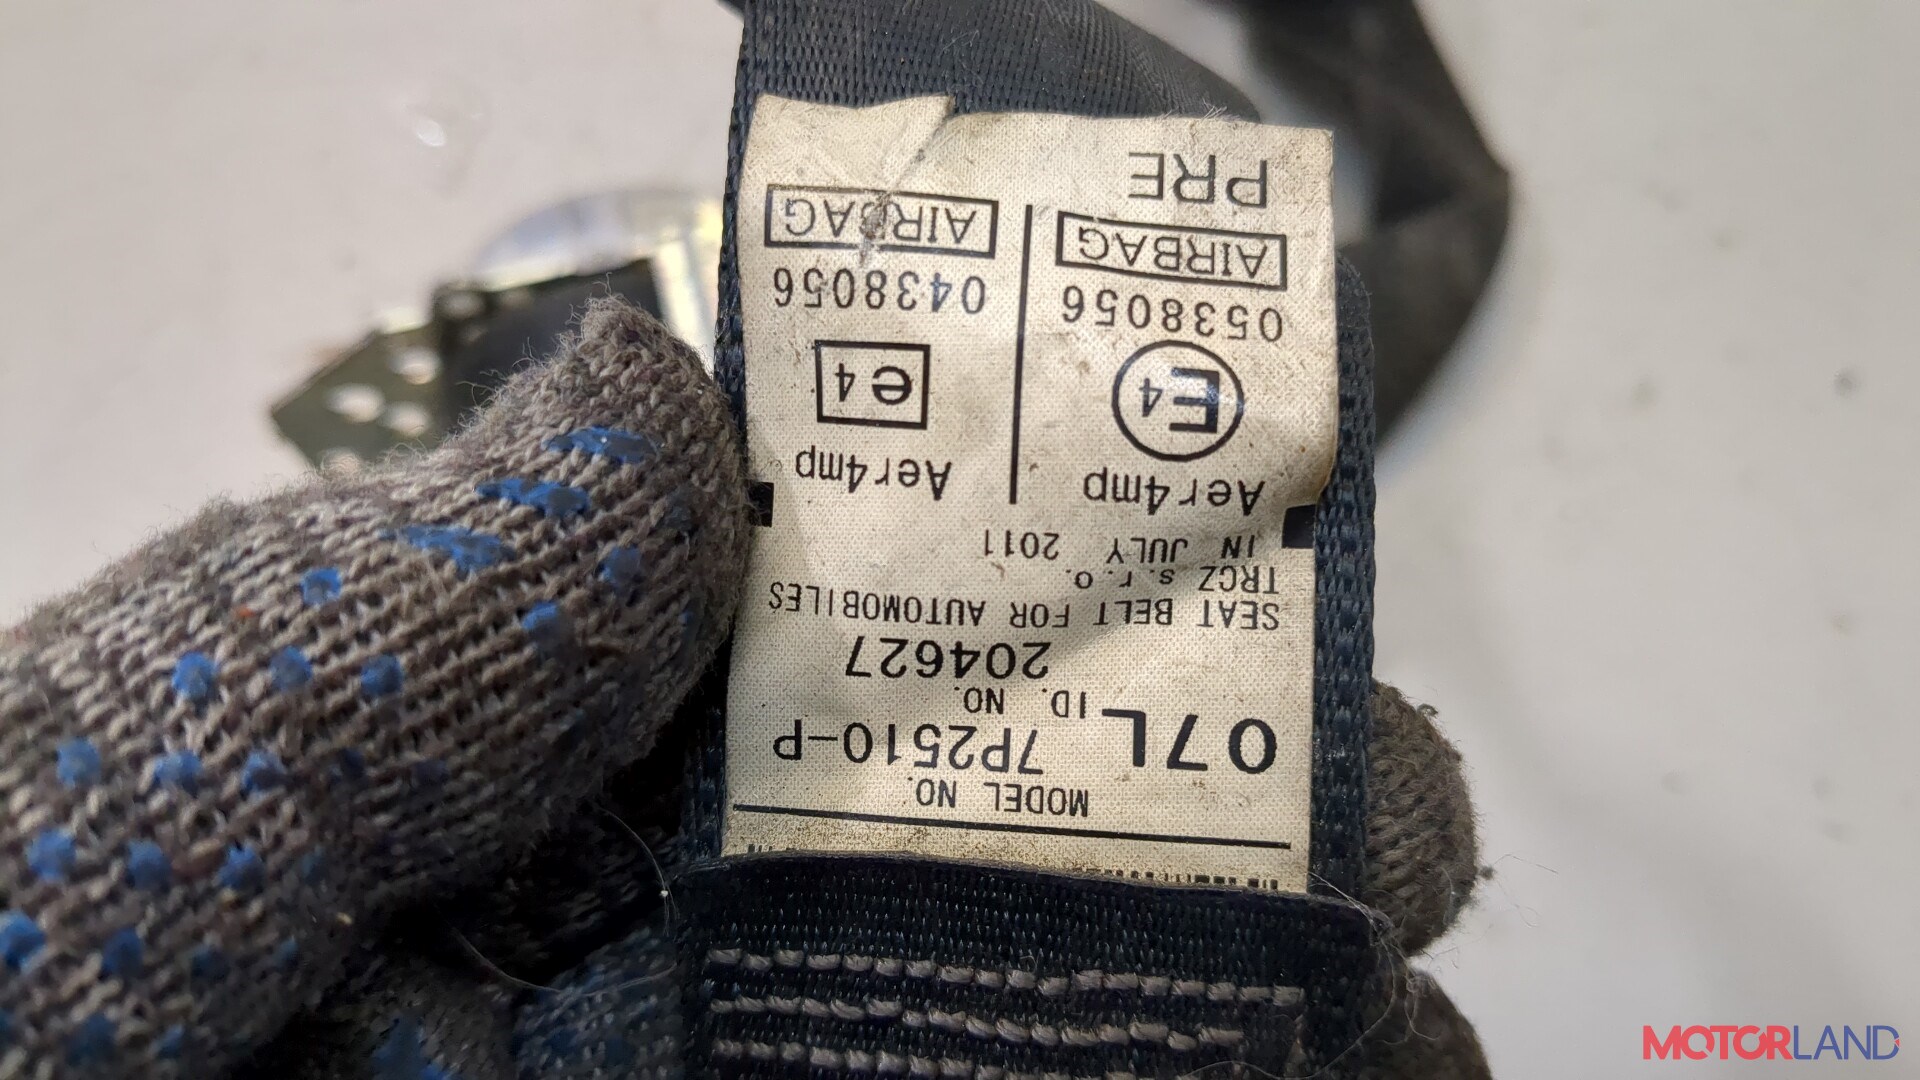 MODEL NO.
07L 7P2510-P
ID. NO.
204627
SEAT BELT FOR AUTOMOBILES
TRCZ s.r.o.
IN JULY 2011
Aer4mp Aer4mp
E4 e4
0538056 0438056
AIRBAG AIRBAG
PRE
MOTORLAND